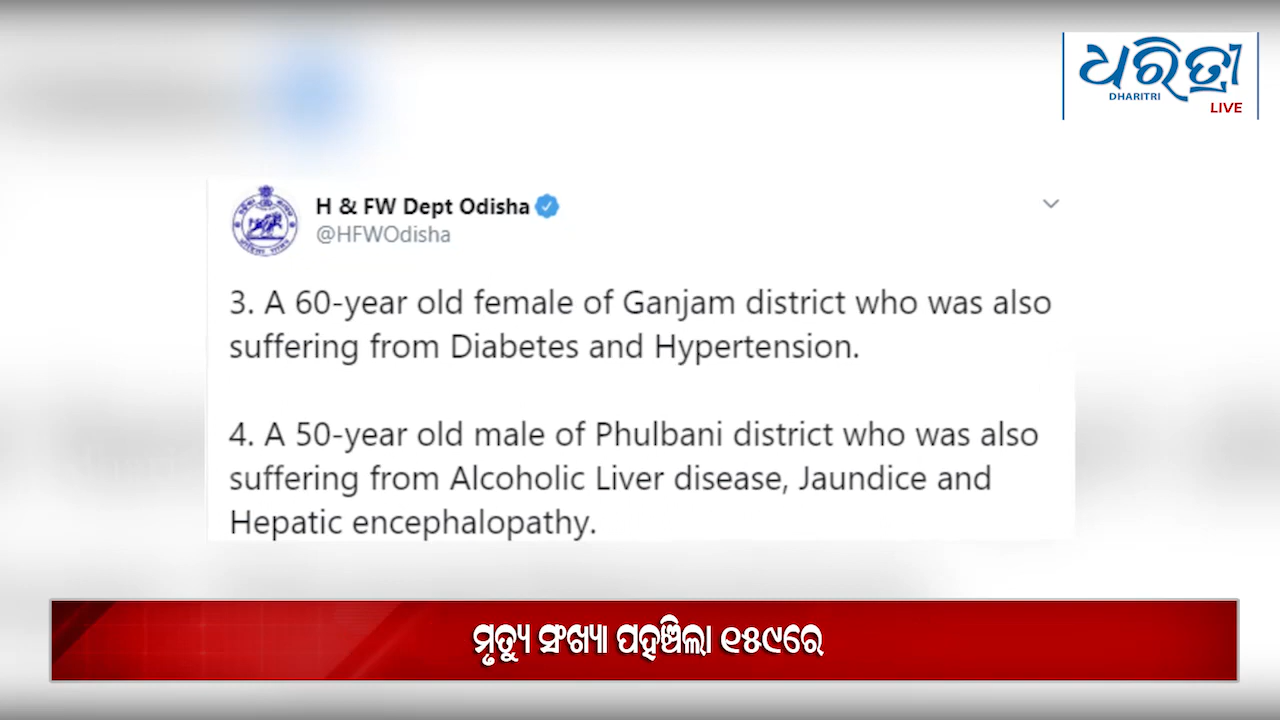 ଧରିତ୍ରୀ
DHARITRI
LIVE
H & FW Dept Odisha
@HFWOdisha
3. A 60-year old female of Ganjam district who was also
suffering from Diabetes and Hypertension.
4. A 50-year old male of Phulbani district who was also
suffering from Alcoholic Liver disease, Jaundice and
Hepatic encephalopathy.
ମୃତ୍ୟୁ ସଂଖ୍ୟା ପହଞ୍ଚିଲା ୧୫୯ରେ